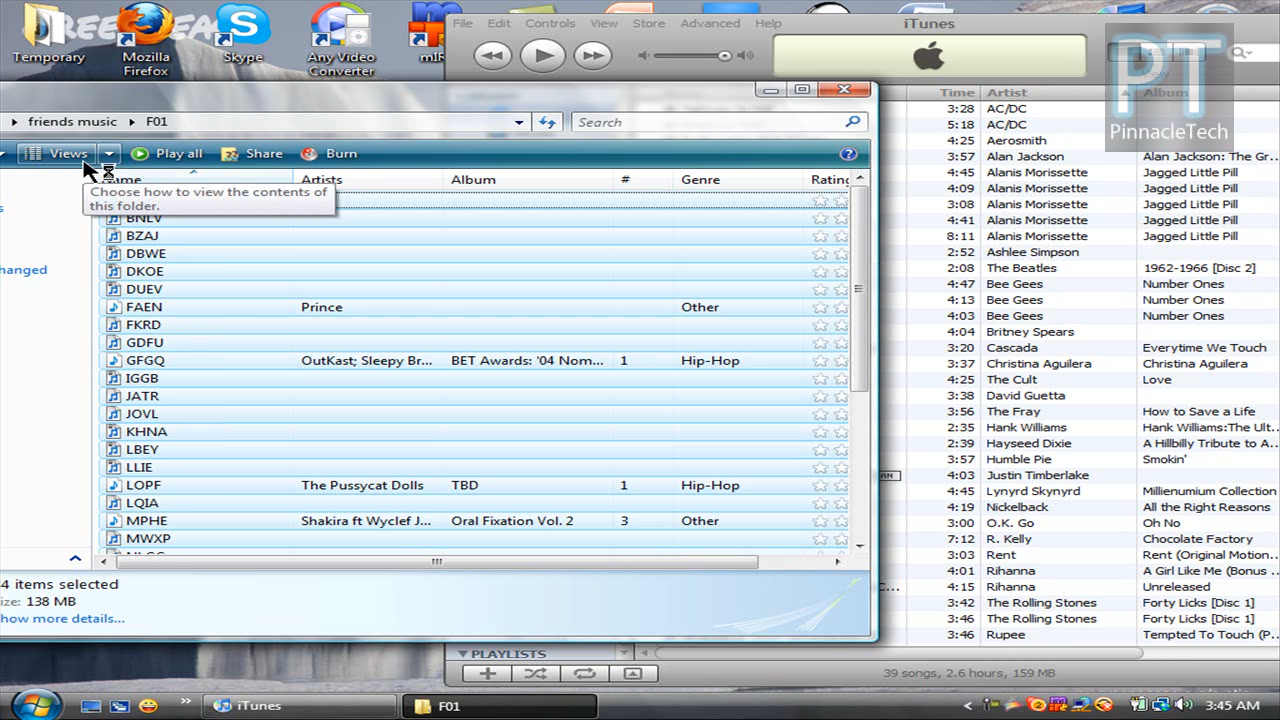 Temporary
Mozilla
Firefox
Skype
Any Video
Converter
File Edit Controls View Store Advanced Help
iTunes
PT
PinnacleTech
friends music F01
Search
Views Play all Share Burn
Artists Album # Genre Rating
Choose how to view the contents of
this folder.
BNLV
BZAJ
DBWE
DKOE
DUEV
FAEN Prince Other
FKRD
GDFU
GFGQ OutKast; Sleepy Br... BET Awards: '04 Nom... 1 Hip-Hop
IGGB
JATR
JOVL
KHNA
LBEY
LLIE
LOPF The Pussycat Dolls TBD 1 Hip-Hop
LQIA
MPHE Shakira ft Wyclef J... Oral Fixation Vol. 2 3 Other
MWXP
4 items selected
138 MB
how more details...
Time Artist Album
3:28 AC/DC
5:18 AC/DC
4:00 Aerosmith
3:57 Alan Jackson Alan Jackson: The Gr...
4:45 Alanis Morissette Jagged Little Pill
4:09 Alanis Morissette Jagged Little Pill
3:08 Alanis Morissette Jagged Little Pill
4:41 Alanis Morissette Jagged Little Pill
8:11 Alanis Morissette Jagged Little Pill
2:52 Ashlee Simpson
2:08 The Beatles 1962-1966 [Disc 2]
4:47 Bee Gees Number Ones
4:13 Bee Gees Number Ones
4:03 Bee Gees Number Ones
4:04 Britney Spears
3:20 Cascada Everytime We Touch
3:37 Christina Aguilera Christina Aguilera
4:25 The Cult Love
3:38 David Guetta
3:56 The Fray How to Save a Life
2:35 Hank Williams Hank Williams:The Ult...
2:39 Hayseed Dixie A Hillbilly Tribute to A...
3:57 Humble Pie Smokin'
4:03 Justin Timberlake
4:45 Lynyrd Skynyrd Millienumium Collection
4:19 Nickelback All the Right Reasons
3:00 O.K. Go Oh No
7:12 R. Kelly Chocolate Factory
3:03 Rent Rent (Original Motion...
4:01 Rihanna A Girl Like Me (Bonus
4:15 Rihanna Unreleased
3:42 The Rolling Stones Forty Licks [Disc 1]
3:46 The Rolling Stones Forty Licks [Disc 1]
3:46 Rupee Tempted To Touch (P...
PLAYLISTS
39 songs, 2.6 hours, 159 MB
iTunes
F01
3:45 AM